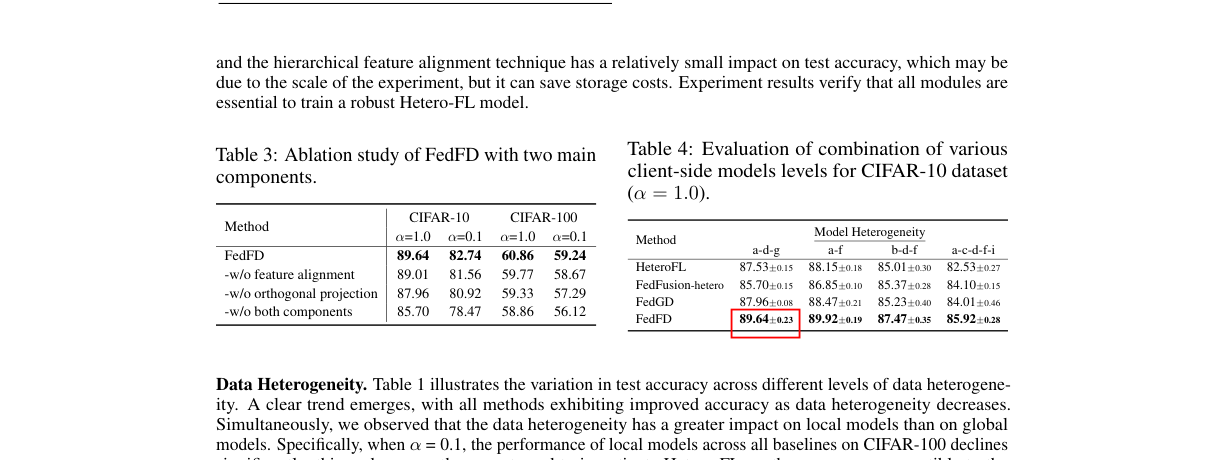 and the hierarchical feature alignment technique has a relatively small impact on test accuracy, which may be
due to the scale of the experiment, but it can save storage costs. Experiment results verify that all modules are
essential to train a robust Hetero-FL model.
Table 3: Ablation study of FedFD with two main
components.
Method CIFAR-10 CIFAR-100
α=1.0 α=0.1 α=1.0 α=0.1
FedFD 89.64 82.74 60.86 59.24
-w/o feature alignment 89.01 81.56 59.77 58.67
-w/o orthogonal projection 87.96 80.92 59.33 57.29
-w/o both components 85.70 78.47 58.86 56.12
Table 4: Evaluation of combination of various
client-side models levels for CIFAR-10 dataset
(α = 1.0).
Method Model Heterogeneity
a-d-g a-f b-d-f a-c-d-f-i
HeteroFL 87.53±0.15 88.15±0.18 85.01±0.30 82.53±0.27
FedFusion-hetero 85.70±0.15 86.85±0.10 85.37±0.28 84.10±0.15
FedGD 87.96±0.08 88.47±0.21 85.23±0.40 84.01±0.46
FedFD 89.64±0.23 89.92±0.19 87.47±0.35 85.92±0.28
Data Heterogeneity. Table 1 illustrates the variation in test accuracy across different levels of data heterogene-
ity. A clear trend emerges, with all methods exhibiting improved accuracy as data heterogeneity decreases.
Simultaneously, we observed that the data heterogeneity has a greater impact on local models than on global
models. Specifically, when α = 0.1, the performance of local models across all baselines on CIFAR-100 declines